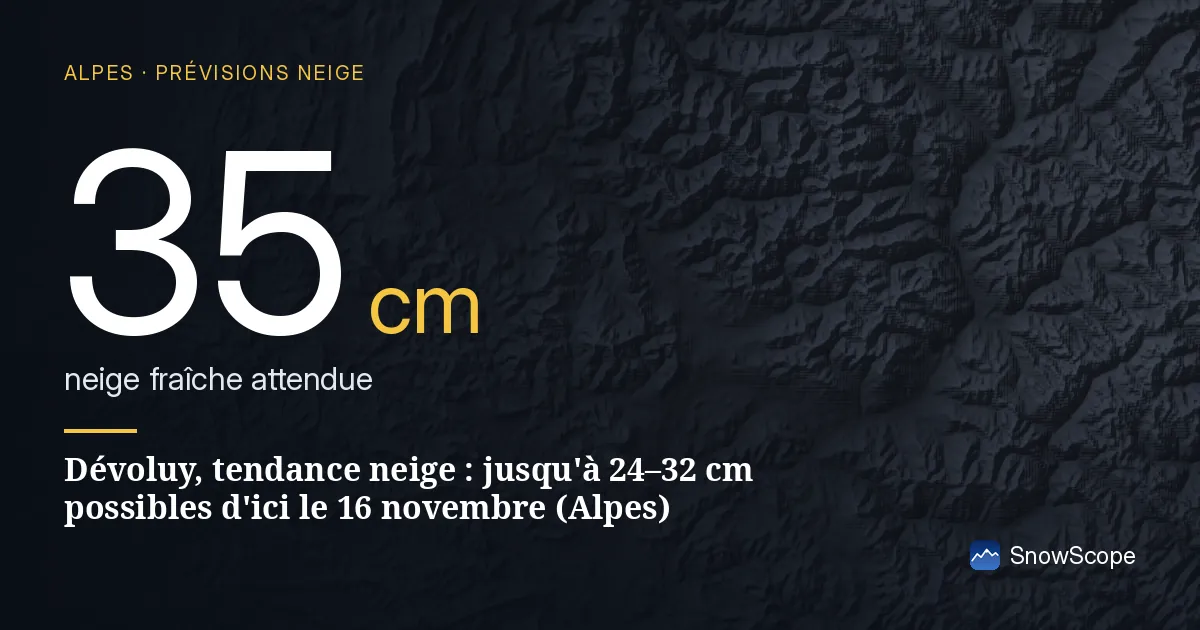 ALPES · PRÉVISIONS NEIGE
35 cm
neige fraîche attendue
Dévoluy, tendance neige : jusqu'à 24–32 cm
possibles d'ici le 16 novembre (Alpes)
SnowScope